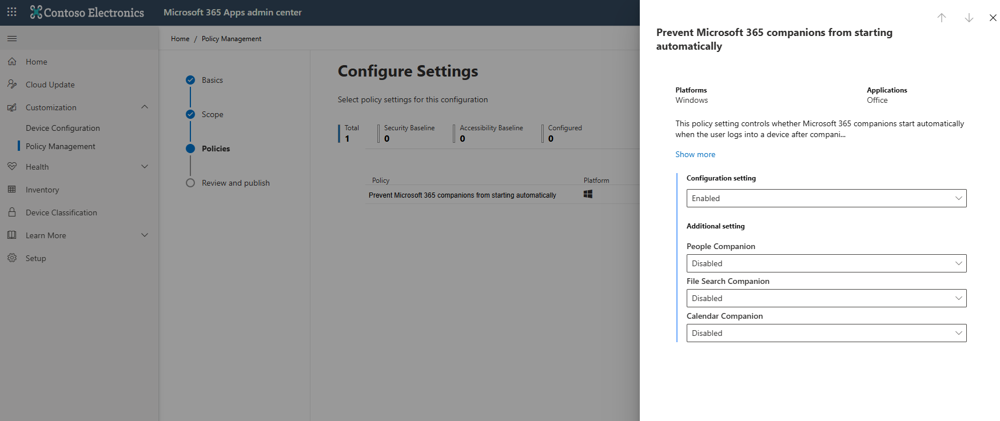 Contoso Electronics
Microsoft 365 Apps admin center
Home
Cloud Update
Customization
Device Configuration
Policy Management
Health
Inventory
Device Classification
Learn More
Setup
Home / Policy Management
Basics
Scope
Policies
Review and publish
Configure Settings
Select policy settings for this configuration
Total
1
Security Baseline
0
Accessibility Baseline
0
Configured
0
Policy
Platform
Prevent Microsoft 365 companions from starting automatically
Prevent Microsoft 365 companions from starting
automatically
Platforms
Windows
Applications
Office
This policy setting controls whether Microsoft 365 companions start automatically
when the user logs into a device after compani...
Show more
Configuration setting
Enabled
Additional setting
People Companion
Disabled
File Search Companion
Disabled
Calendar Companion
Disabled